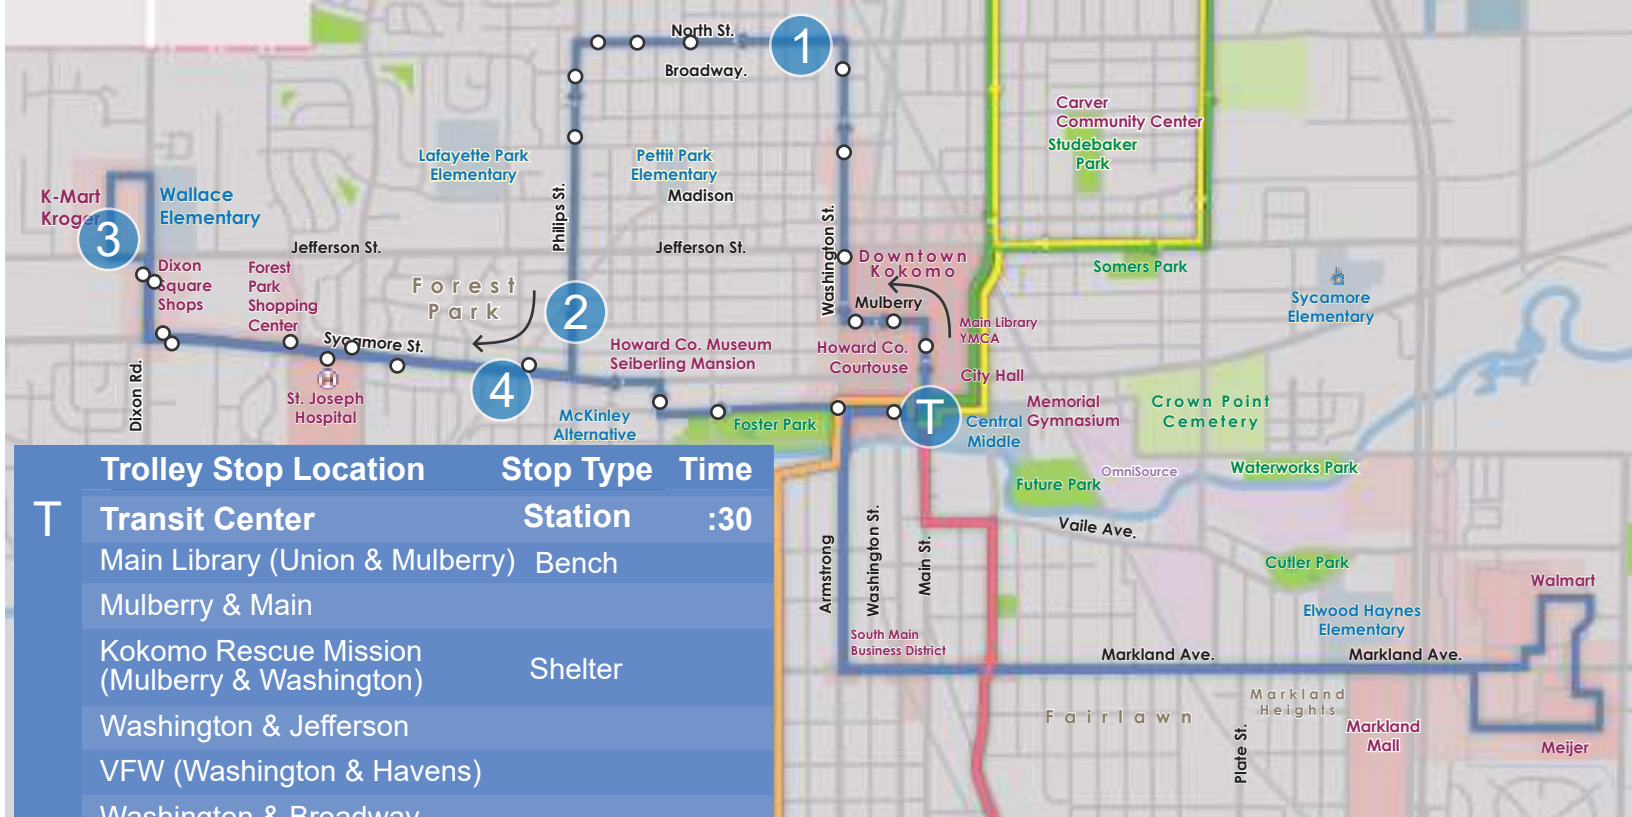 North St.
1
Broadway.
Carver
Community Center
Studebaker
Park
Lafayette Park
Elementary
Pettit Park
Elementary
Madison
K-Mart
Kroger
Wallace
Elementary
3
Philips St.
Washington St.
Jefferson St.
Jefferson St.
Downtown
Kokomo
Somers Park
Dixon
Square
Shops
Forest
Park
Shopping
Center
Forest
Park
2
Mulberry
Main Library
YMCA
Sycamore
Elementary
Sycamore St.
Howard Co. Museum
Seiberling Mansion
Howard Co.
Courtouse
City Hall
Dixon Rd.
H
St. Joseph
Hospital
4
McKinley
Alternative
Foster Park
T
Central
Middle
Memorial
Gymnasium
Crown Point
Cemetery
OmniSource
Waterworks Park
Future Park
Vaile Ave.
Cutler Park
Armstrong
Washington St.
Main St.
Walmart
Elwood Haynes
Elementary
South Main
Business District
Markland Ave.
Markland Ave.
Markland
Heights
Fairlawn
Plate St.
Markland
Mall
Meijer
Trolley Stop Location Stop Type Time
T Transit Center Station :30
Main Library (Union & Mulberry) Bench
Mulberry & Main
Kokomo Rescue Mission
(Mulberry & Washington) Shelter
Washington & Jefferson
VFW (Washington & Havens)
Washington & Broadway